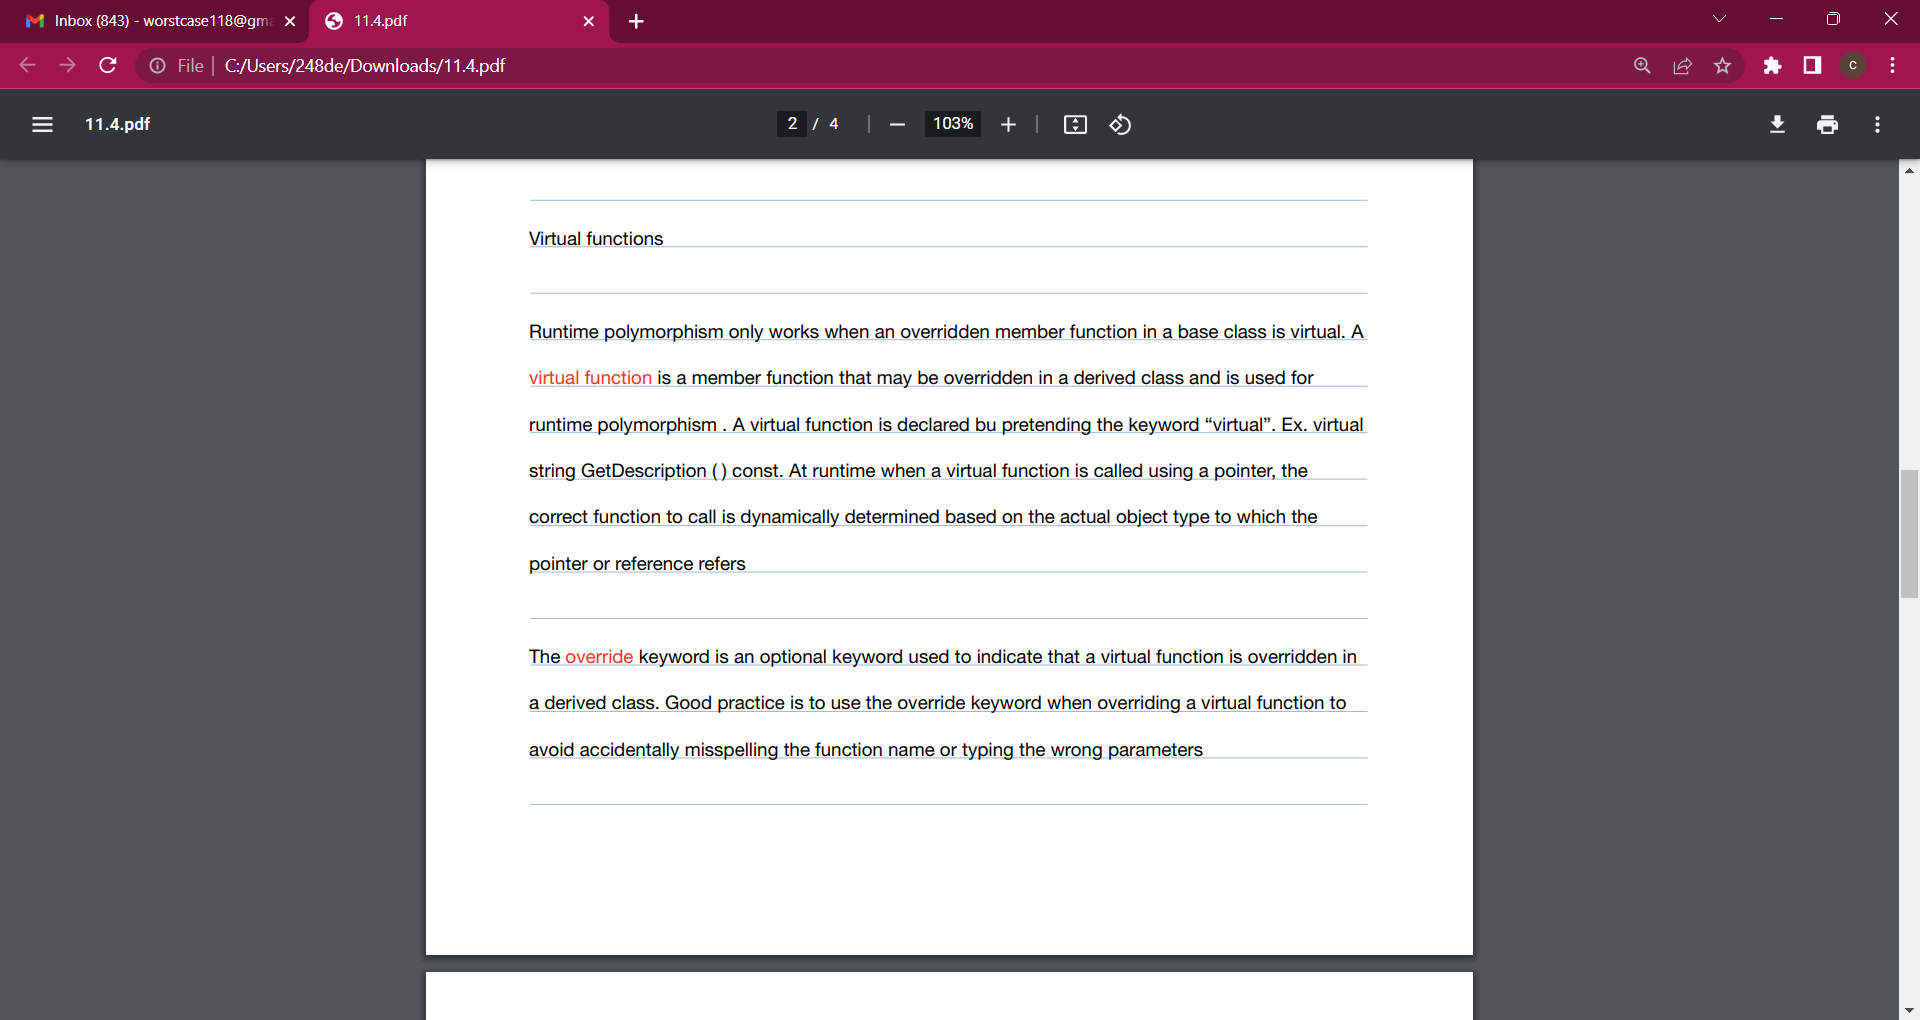 Inbox (843) - worstcase118@gma
11.4.pdf
File
C:/Users/248de/Downloads/11.4.pdf
C
11.4.pdf
2 / 4
103%
Virtual functions
Runtime polymorphism only works when an overridden member function in a base class is virtual. A
virtual function is a member function that may be overridden in a derived class and is used for
runtime polymorphism . A virtual function is declared bu pretending the keyword “virtual”. Ex. virtual
string GetDescription ( ) const. At runtime when a virtual function is called using a pointer, the
correct function to call is dynamically determined based on the actual object type to which the
pointer or reference refers
The override keyword is an optional keyword used to indicate that a virtual function is overridden in
a derived class. Good practice is to use the override keyword when overriding a virtual function to
avoid accidentally misspelling the function name or typing the wrong parameters